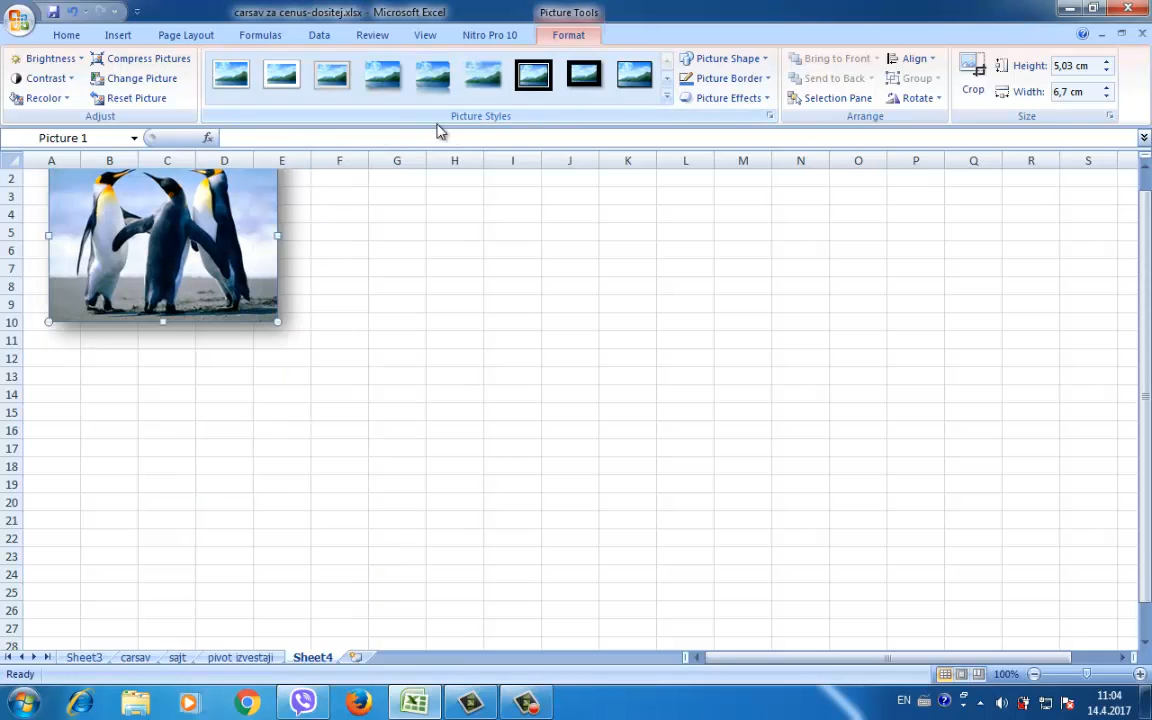 carsav za cenus-dositej.xlsx - Microsoft Excel
Picture Tools
Home Insert Page Layout Formulas Data Review View Nitro Pro 10 Format
Brightness Compress Pictures Picture Shape Bring to Front Align Height: 5,03 cm
Contrast Change Picture Picture Border Send to Back Group Crop Width: 6,7 cm
Recolor Reset Picture Picture Effects Selection Pane Rotate
Adjust Picture Styles Arrange Size
Picture 1 fx
A B C D E F G H I J K L M N O P Q R S
2
3
4
5
6
7
8
9
10
11
12
13
14
15
16
17
18
19
20
21
22
23
24
25
26
27
28
Sheet3 carsav sajt pivot izvestaji Sheet4
Ready 100%
EN 11:04
14.4.2017